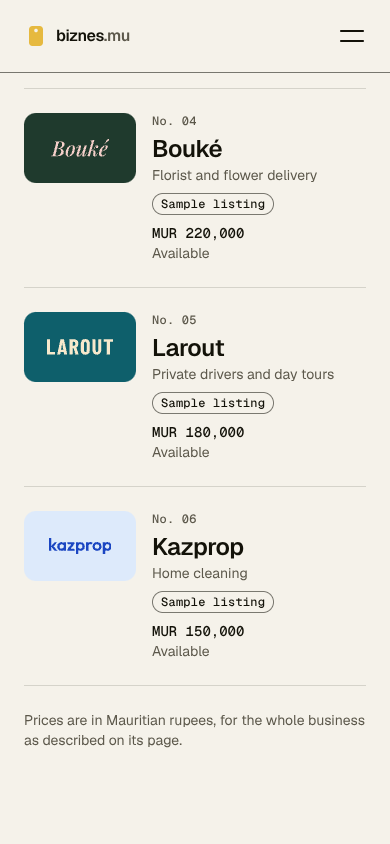 biznes.mu
No. 04
Bouké
Bouké
Florist and flower delivery
Sample listing
MUR 220,000
Available
No. 05
LAROUT
Larout
Private drivers and day tours
Sample listing
MUR 180,000
Available
No. 06
kazprop
Kazprop
Home cleaning
Sample listing
MUR 150,000
Available
Prices are in Mauritian rupees, for the whole business
as described on its page.